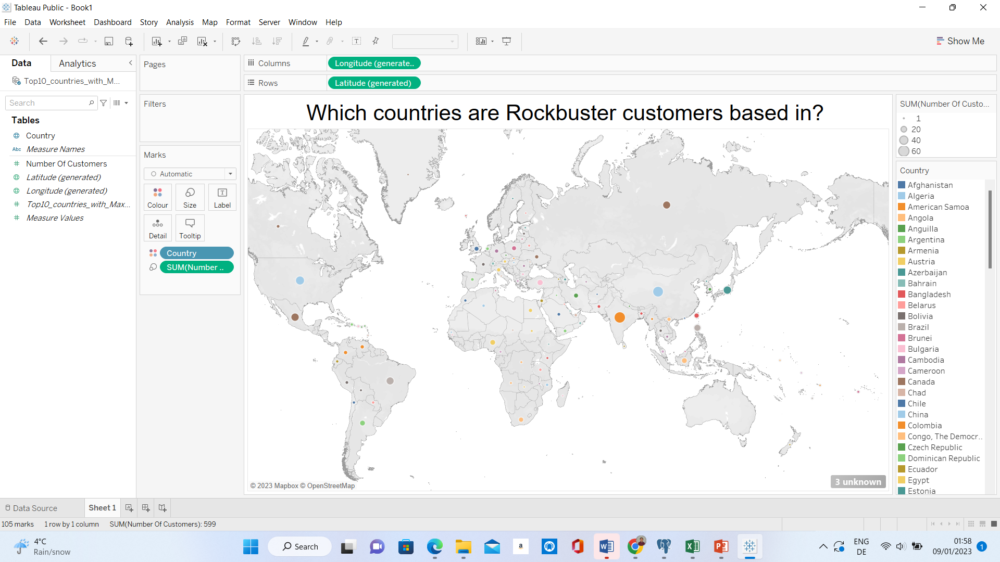 Tableau Public - Book1
File Data Worksheet Dashboard Story Analysis Map Format Server Window Help
Show Me
Data Analytics
Top10_countries_with_M...
Search
Tables
Country
Abc Measure Names
Number Of Customers
Latitude (generated)
Longitude (generated)
Top10_countries_with_Max...
Measure Values
Pages
Filters
Marks
Automatic
Colour Size Label
Detail Tooltip
Country
SUM(Number ..
Columns Longitude (generate..
Rows Latitude (generated)
Which countries are Rockbuster customers based in?
© 2023 Mapbox © OpenStreetMap
3 unknown
SUM(Number Of Custo...
1
20
40
60
Country
Afghanistan
Algeria
American Samoa
Angola
Anguilla
Argentina
Armenia
Austria
Azerbaijan
Bahrain
Bangladesh
Belarus
Bolivia
Brazil
Brunei
Bulgaria
Cambodia
Cameroon
Canada
Chad
Chile
China
Colombia
Congo, The Democr..
Czech Republic
Dominican Republic
Ecuador
Egypt
Estonia
Data Source Sheet 1
105 marks 1 row by 1 column SUM(Number Of Customers): 599
4°C
Rain/snow
Search
ENG
DE
01:58
09/01/2023
1